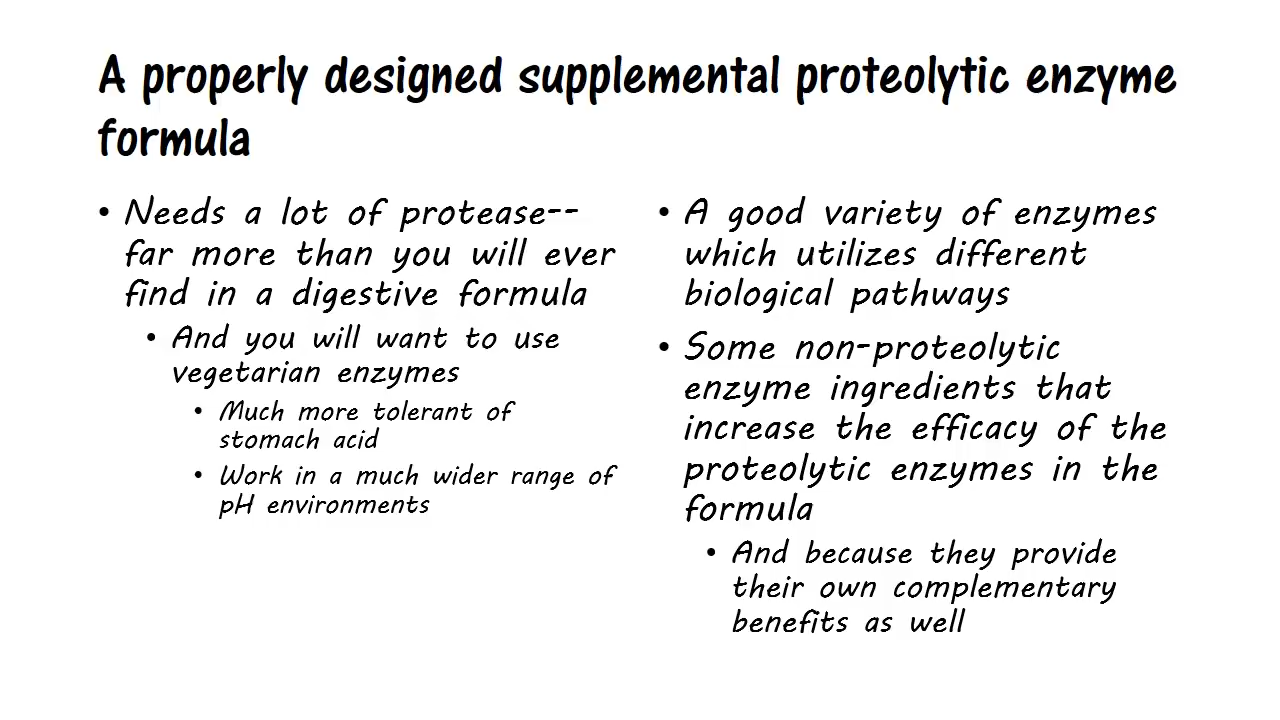 A properly designed supplemental proteolytic enzyme
formula
• Needs a lot of protease--
far more than you will ever
find in a digestive formula
• And you will want to use
vegetarian enzymes
• Much more tolerant of
stomach acid
• Work in a much wider range of
pH environments
• A good variety of enzymes
which utilizes different
biological pathways
• Some non-proteolytic
enzyme ingredients that
increase the efficacy of the
proteolytic enzymes in the
formula
• And because they provide
their own complementary
benefits as well